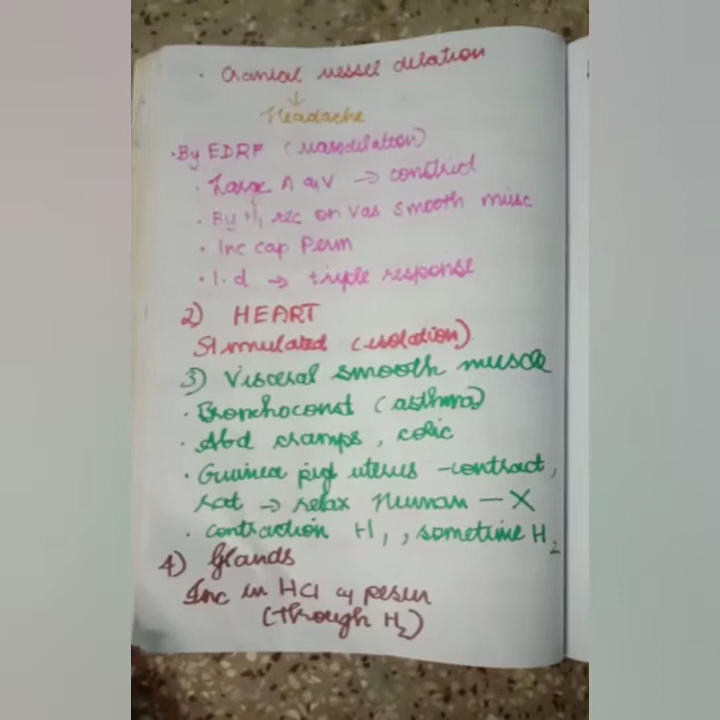 · Cranial vessel dilation
↓
Headache
· By EDRF (vasodilation)
· Large A & V → constrict
· By H₁ rec on vas smooth musc
· Inc cap perm
· I.d → triple response
2) HEART
Stimulated (isolation)
3) Visceral smooth muscle
· Bronchoconst (asthma)
· Abd cramps, colic
· Guinea pig uterus - contract,
rat → relax Human - X
· contraction H₁, , sometime H₂
4) Glands
Inc in HCl & pesin
(through H₂)